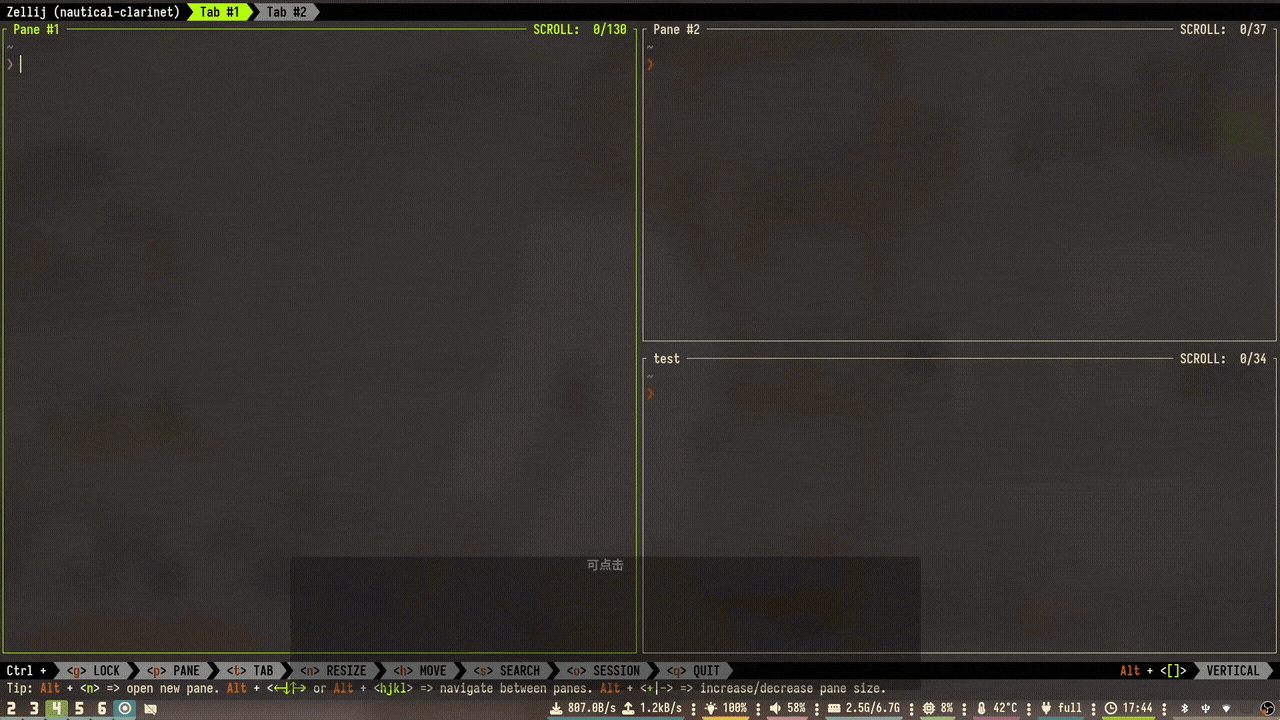 Zellij (nautical-clarinet) Tab #1 Tab #2
Pane #1 SCROLL: 0/130
~
❯
Pane #2 SCROLL: 0/37
~
❯
test SCROLL: 0/34
~
❯
可点击
Ctrl + <g> LOCK <p> PANE <t> TAB <n> RESIZE <h> MOVE <s> SEARCH <o> SESSION <q> QUIT Alt + <[]> VERTICAL
Tip: Alt + <n> => open new pane. Alt + <←↓↑→> or Alt + <hjkl> => navigate between panes. Alt + <+|-> => increase/decrease pane size.
2 3 4 5 6 807.0B/s 1.2kB/s 100% 58% 2.5G/6.7G 8% 42°C full 17:44